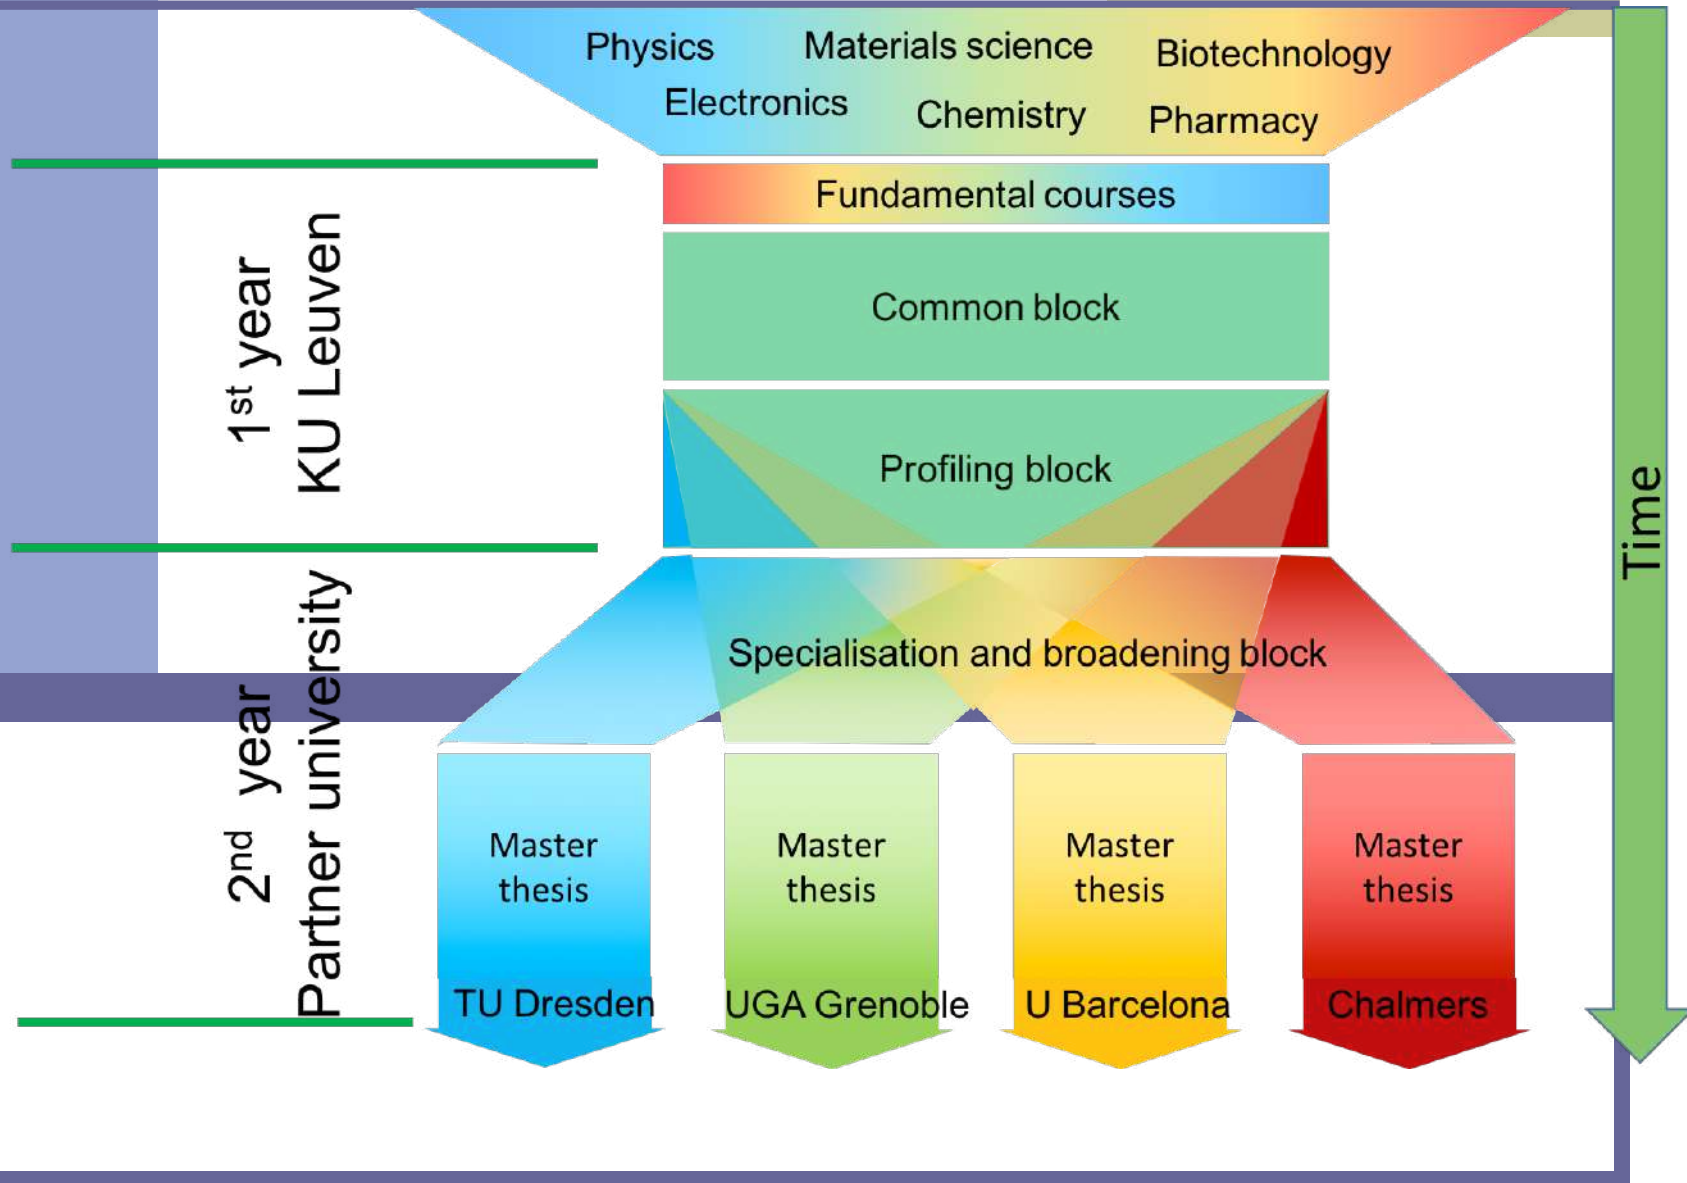 Physics
Materials science
Biotechnology
Electronics
Chemistry
Pharmacy
Fundamental courses
1st year
KU Leuven
Common block
Profiling block
Time
2nd year
Partner university
Specialisation and broadening block
Master
thesis
Master
thesis
Master
thesis
Master
thesis
TU Dresden
UGA Grenoble
U Barcelona
Chalmers